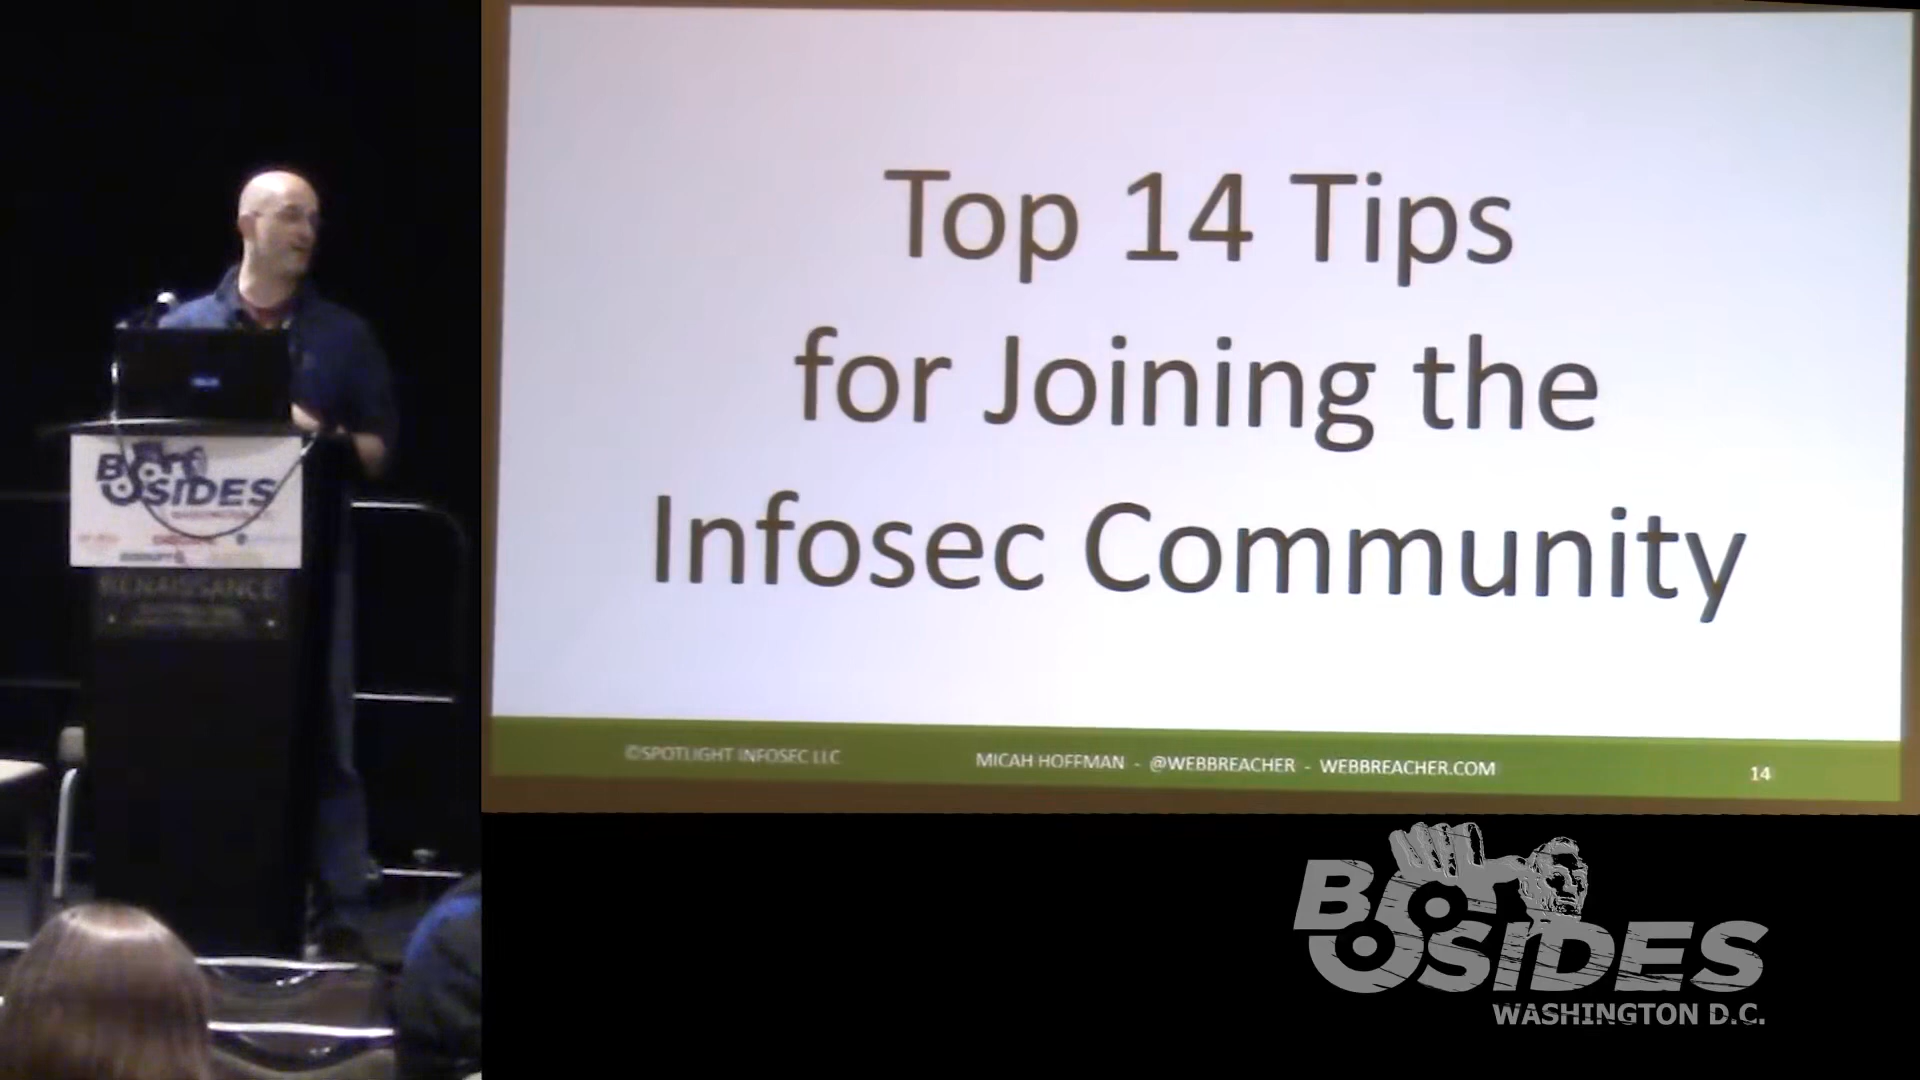 Top 14 Tips
for Joining the
Infosec Community
©SPOTLIGHT INFOSEC LLC
MICAH HOFFMAN - @WEBBREACHER - WEBBREACHER.COM
14
BSIDES
RENAISSANCE
BSIDES
WASHINGTON D.C.